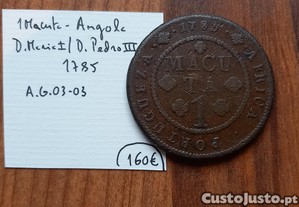 1 Macuta - Angola
D. Maria I / D. Pedro III
1785
A.G.03-03
160€
1785
AFRICA
PORTUGUEZA
MACU
TA
1
CustoJusto.pt